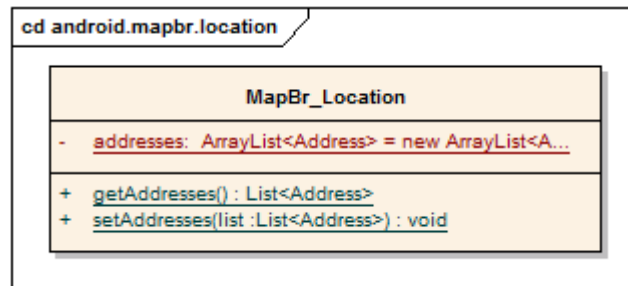 cd android.mapbr.location
MapBr_Location
- addresses: ArrayList<Address> = new ArrayList<A...
+ getAddresses() : List<Address>
+ setAddresses(list :List<Address>) : void